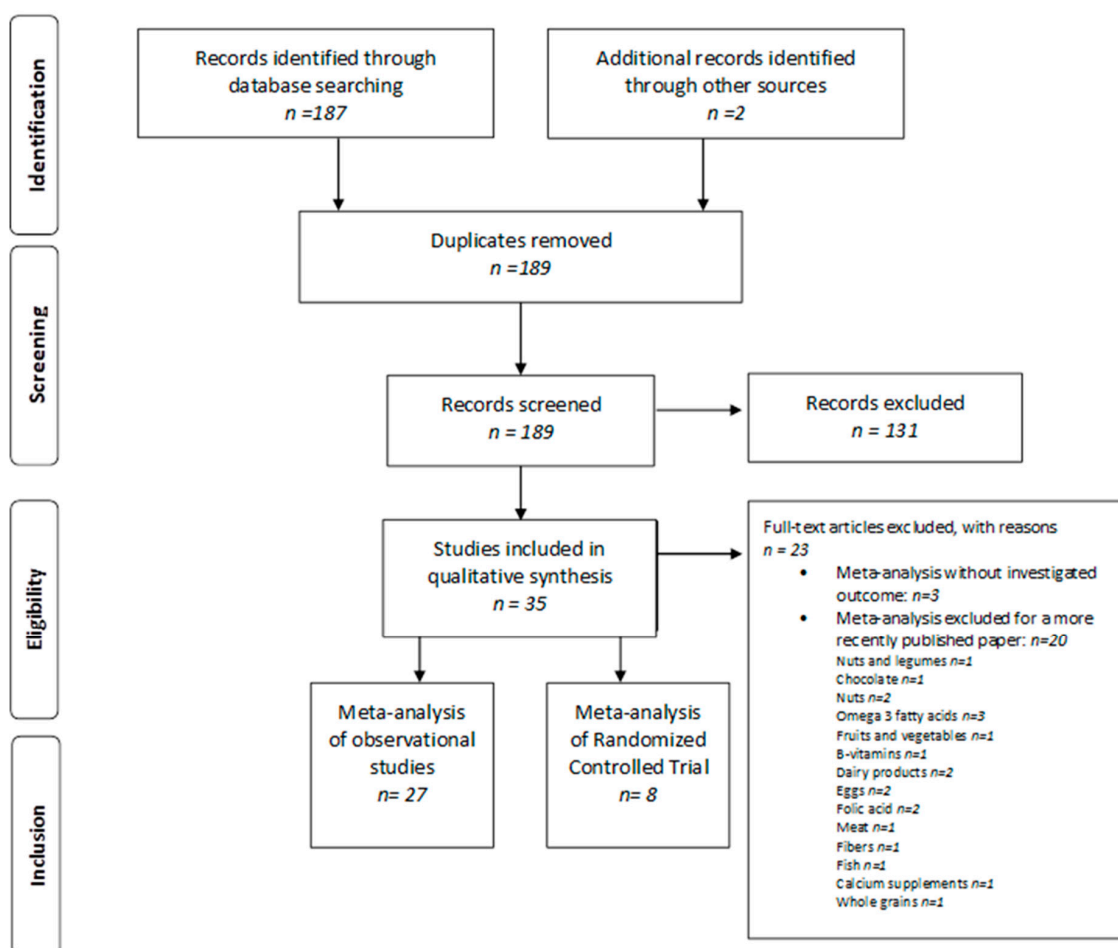 Identification
Records identified through
database searching
n =187
Additional records identified
through other sources
n =2
Duplicates removed
n =189
Screening
Records screened
n = 189
Records excluded
n = 131
Eligibility
Studies included in
qualitative synthesis
n = 35
Full-text articles excluded, with reasons
n = 23
• Meta-analysis without investigated
outcome: n=3
• Meta-analysis excluded for a more
recently published paper: n=20
Nuts and legumes n=1
Chocolate n=1
Nuts n=2
Omega 3 fatty acids n=3
Fruits and vegetables n=1
B-vitamins n=1
Dairy products n=2
Eggs n=2
Folic acid n=2
Meat n=1
Fibers n=1
Fish n=1
Calcium supplements n=1
Whole grains n=1
Inclusion
Meta-analysis
of observational
studies
n= 27
Meta-analysis
of Randomized
Controlled Trial
n= 8